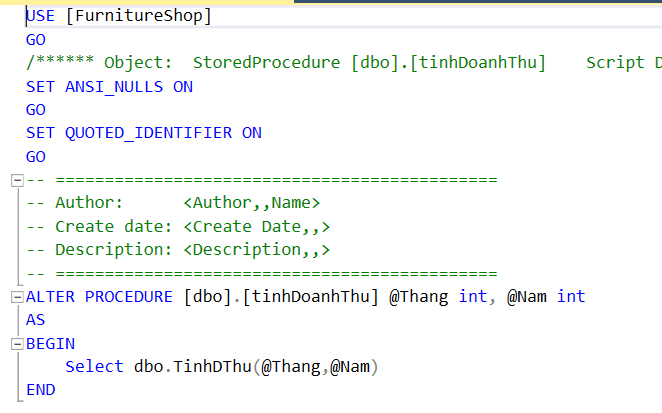 USE [FurnitureShop]
GO
/****** Object:  StoredProcedure [dbo].[tinhDoanhThu]    Script D
SET ANSI_NULLS ON
GO
SET QUOTED_IDENTIFIER ON
GO
-- =============================================
-- Author:      <Author,,Name>
-- Create date: <Create Date,,>
-- Description: <Description,,>
-- =============================================
ALTER PROCEDURE [dbo].[tinhDoanhThu] @Thang int, @Nam int
AS
BEGIN
    Select dbo.TinhDThu(@Thang,@Nam)
END